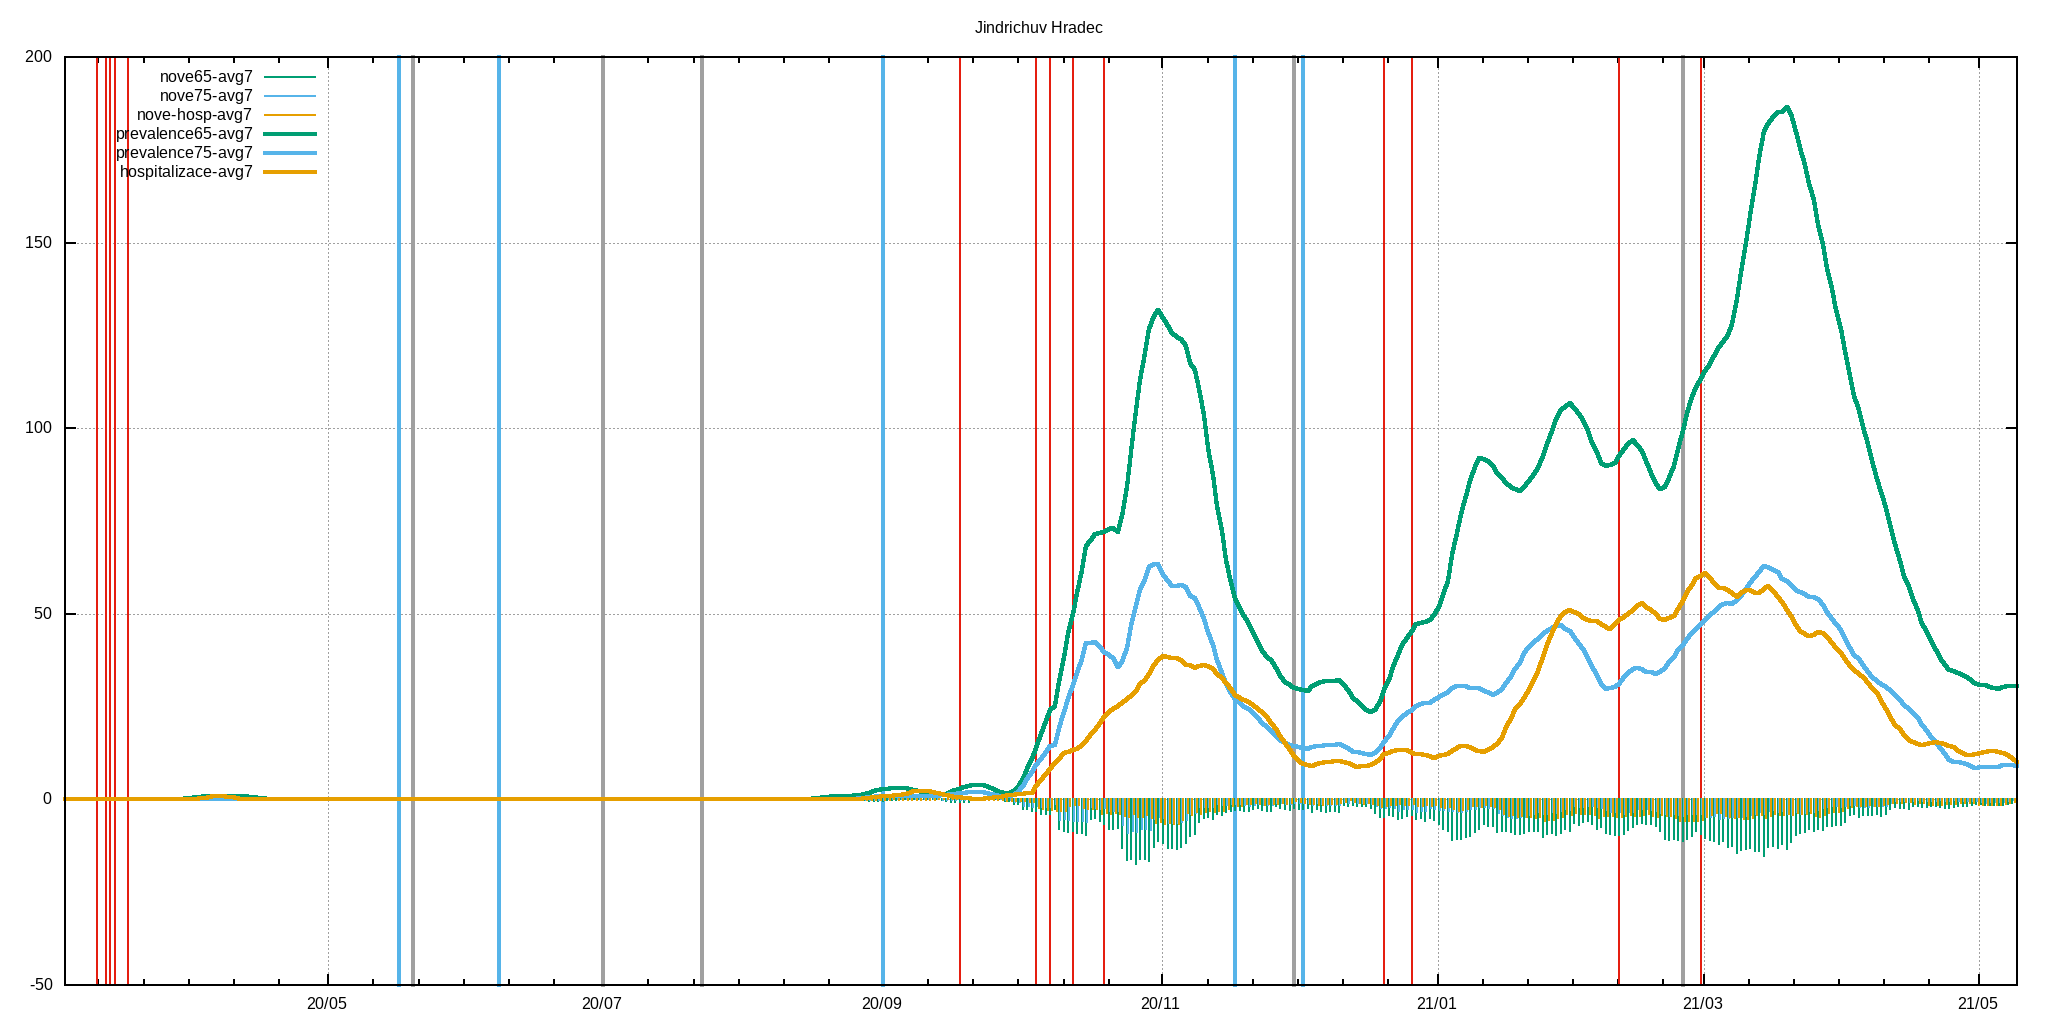 Jindrichuv Hradec
200
150
100
50
0
-50
nove65-avg7
nove75-avg7
nove-hosp-avg7
prevalence65-avg7
prevalence75-avg7
hospitalizace-avg7
20/05 20/07 20/09 20/11 21/01 21/03 21/05